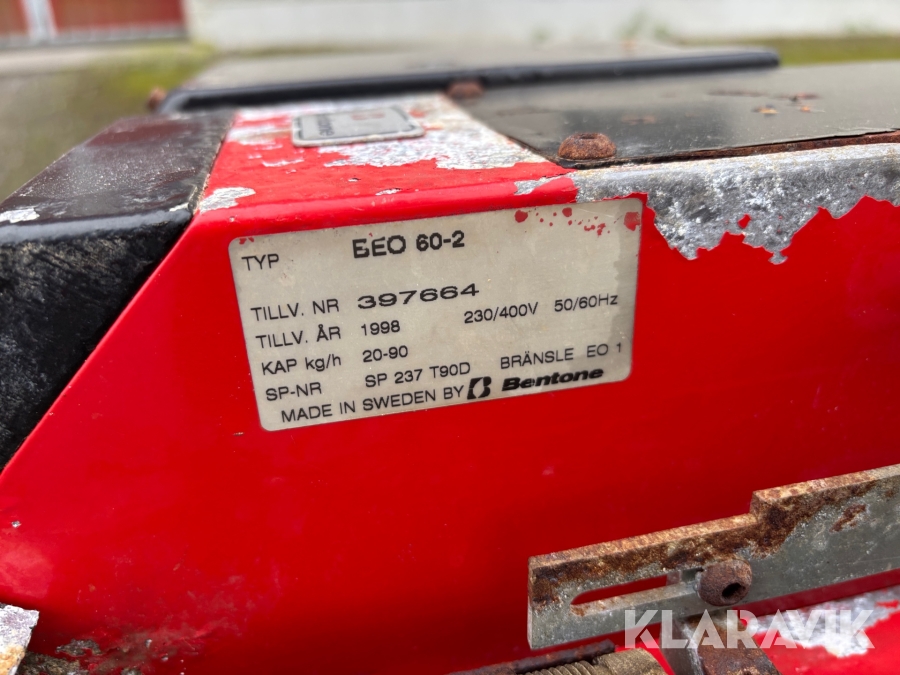 TYP BEO 60-2
TILLV. NR 397664
TILLV. ÅR 1998 230/400V 50/60Hz
KAP kg/h 20-90
SP-NR SP 237 T90D BRÄNSLE EO 1
MADE IN SWEDEN BY Bentone
KLARAVIK